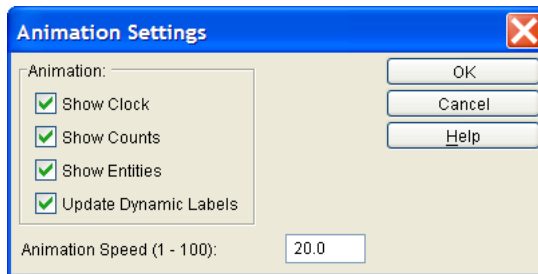 Animation Settings
Animation:
Show Clock
Show Counts
Show Entities
Update Dynamic Labels
Animation Speed (1 - 100): 20.0
OK
Cancel
Help